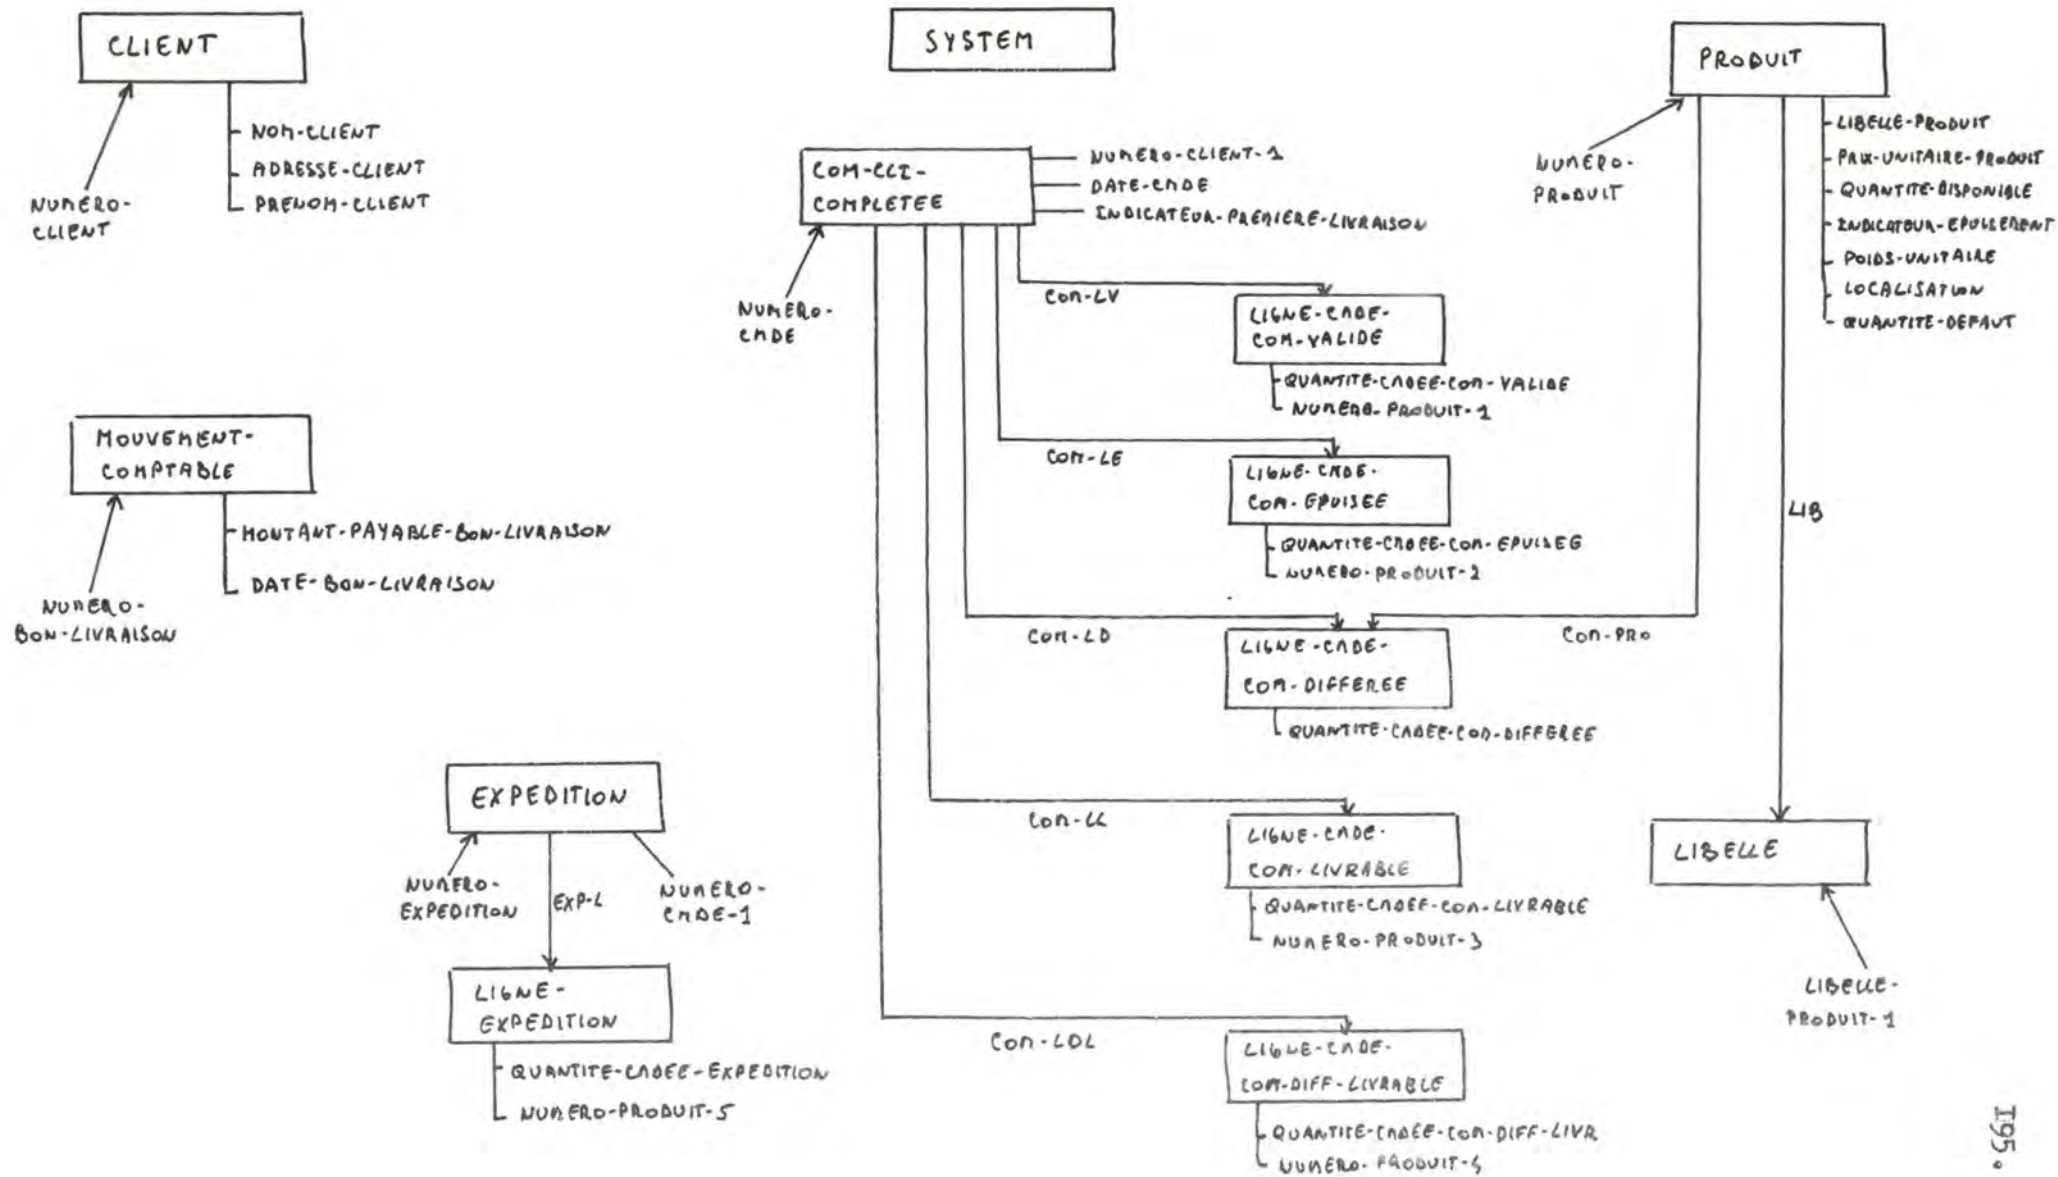 CLIENT
NUMERO-
CLIENT
NOM-CLIENT
ADRESSE-CLIENT
PRENOM-CLIENT
SYSTEM
COM-CLI-
COMPLETEE
NUMERO-CLIENT-1
DATE-CMDE
INDICATEUR-PREMIERE-LIVRAISON
NUMERO-
CMDE
PRODUIT
NUMERO-
PRODUIT
LIBELLE-PRODUIT
PRIX-UNITAIRE-PRODUIT
QUANTITE-DISPONIBLE
INDICATEUR-EPUISEMENT
POIDS-UNITAIRE
LOCALISATION
QUANTITE-DEFAUT
COM-LV
LIGNE-CMDE-
COM-VALIDE
QUANTITE-CMDEE-COM-VALIDE
NUMERO-PRODUIT-1
MOUVEMENT-
COMPTABLE
MONTANT-PAYABLE-BON-LIVRAISON
DATE-BON-LIVRAISON
NUMERO-
BON-LIVRAISON
COM-LE
LIGNE-CMDE-
COM-EPUISEE
QUANTITE-CMDEE-COM-EPUISEE
NUMERO-PRODUIT-2
LIB
COM-LD
COM-PRO
LIGNE-CMDE-
COM-DIFFEREE
QUANTITE-CMDEE-COM-DIFFEREE
EXPEDITION
NUMERO-
EXPEDITION
EXP-L
NUMERO-
CMDE-1
LIGNE-
EXPEDITION
QUANTITE-CMDEE-EXPEDITION
NUMERO-PRODUIT-5
COM-LL
LIGNE-CMDE-
COM-LIVRABLE
QUANTITE-CMDEE-COM-LIVRABLE
NUMERO-PRODUIT-3
LIBELLE
LIBELLE-
PRODUIT-1
COM-LDL
LIGNE-CMDE-
COM-DIFF-LIVRABLE
QUANTITE-CMDEE-COM-DIFF-LIVR
NUMERO-PRODUIT-4
I95.